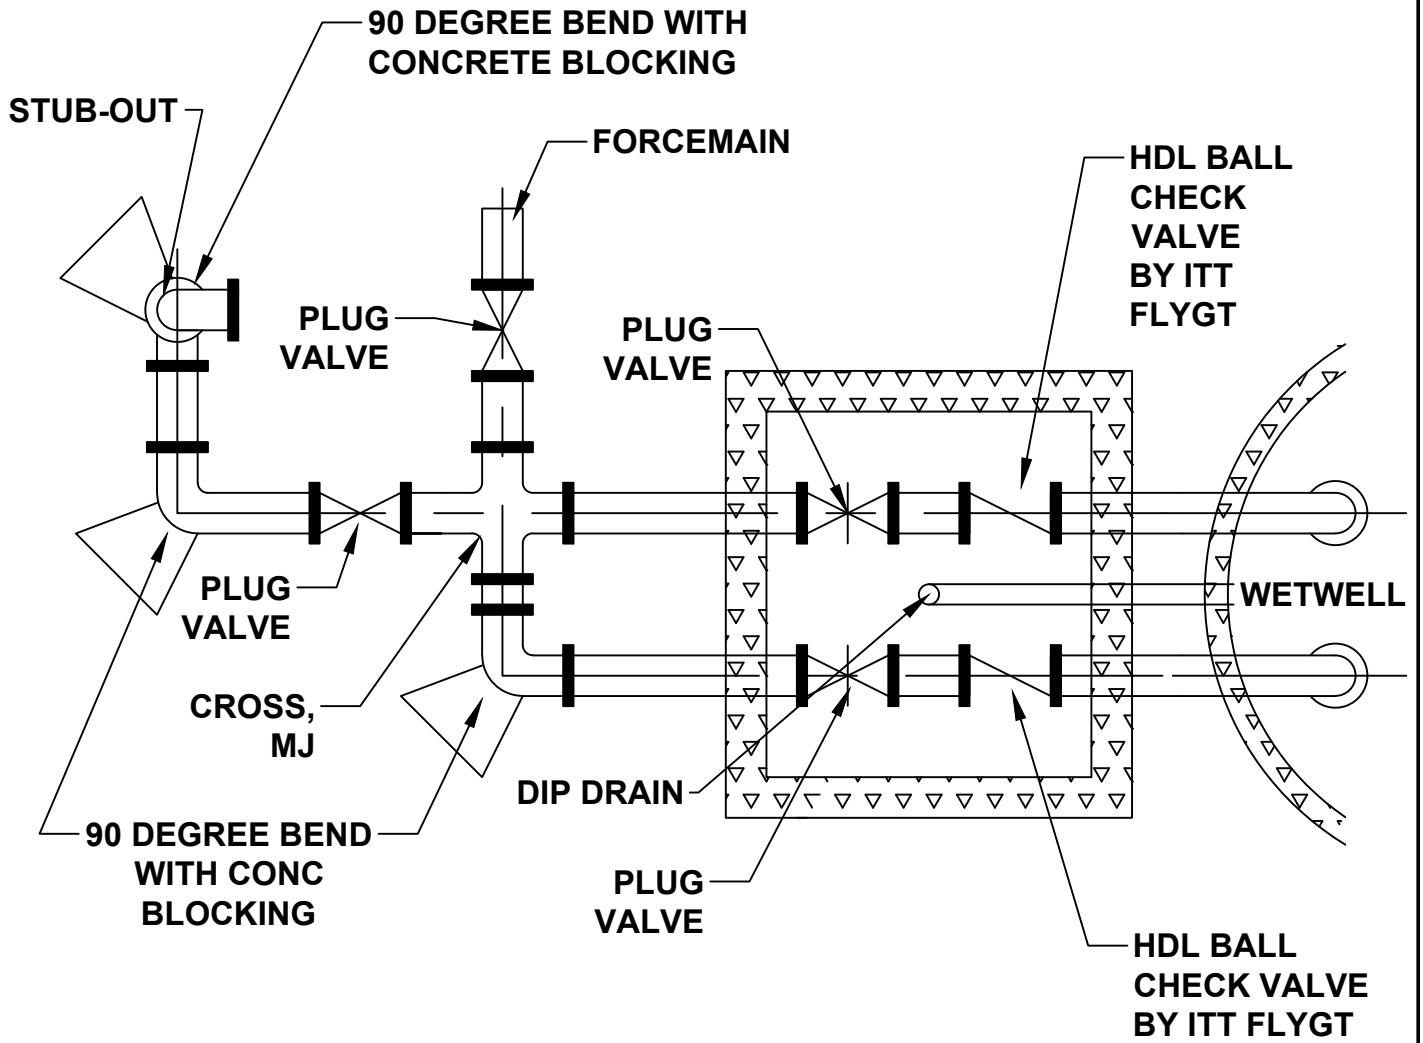 90 DEGREE BEND WITH
CONCRETE BLOCKING
STUB-OUT
FORCEMAIN
HDL BALL
CHECK
VALVE
BY ITT
FLYGT
PLUG
VALVE
PLUG
VALVE
PLUG
VALVE
WETWELL
CROSS,
MJ
DIP DRAIN
90 DEGREE BEND
WITH CONC
BLOCKING
PLUG
VALVE
HDL BALL
CHECK VALVE
BY ITT FLYGT